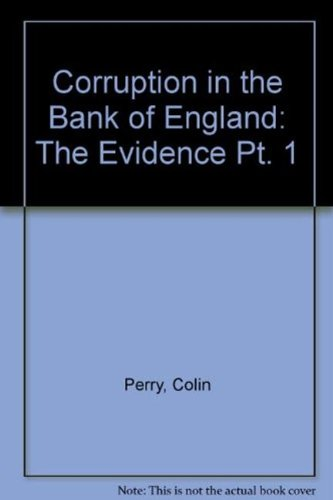 Corruption in the
Bank of England:
The Evidence Pt. 1
Perry, Colin
Note: This is not the actual book cover